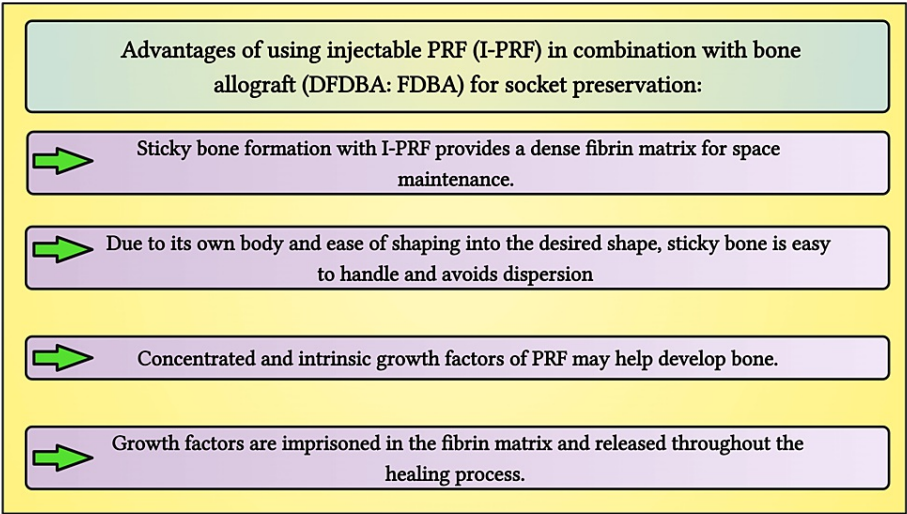 Advantages of using injectable PRF (I-PRF) in combination with bone
allograft (DFDBA: FDBA) for socket preservation:
Sticky bone formation with I-PRF provides a dense fibrin matrix for space
maintenance.
Due to its own body and ease of shaping into the desired shape, sticky bone is easy
to handle and avoids dispersion
Concentrated and intrinsic growth factors of PRF may help develop bone.
Growth factors are imprisoned in the fibrin matrix and released throughout the
healing process.